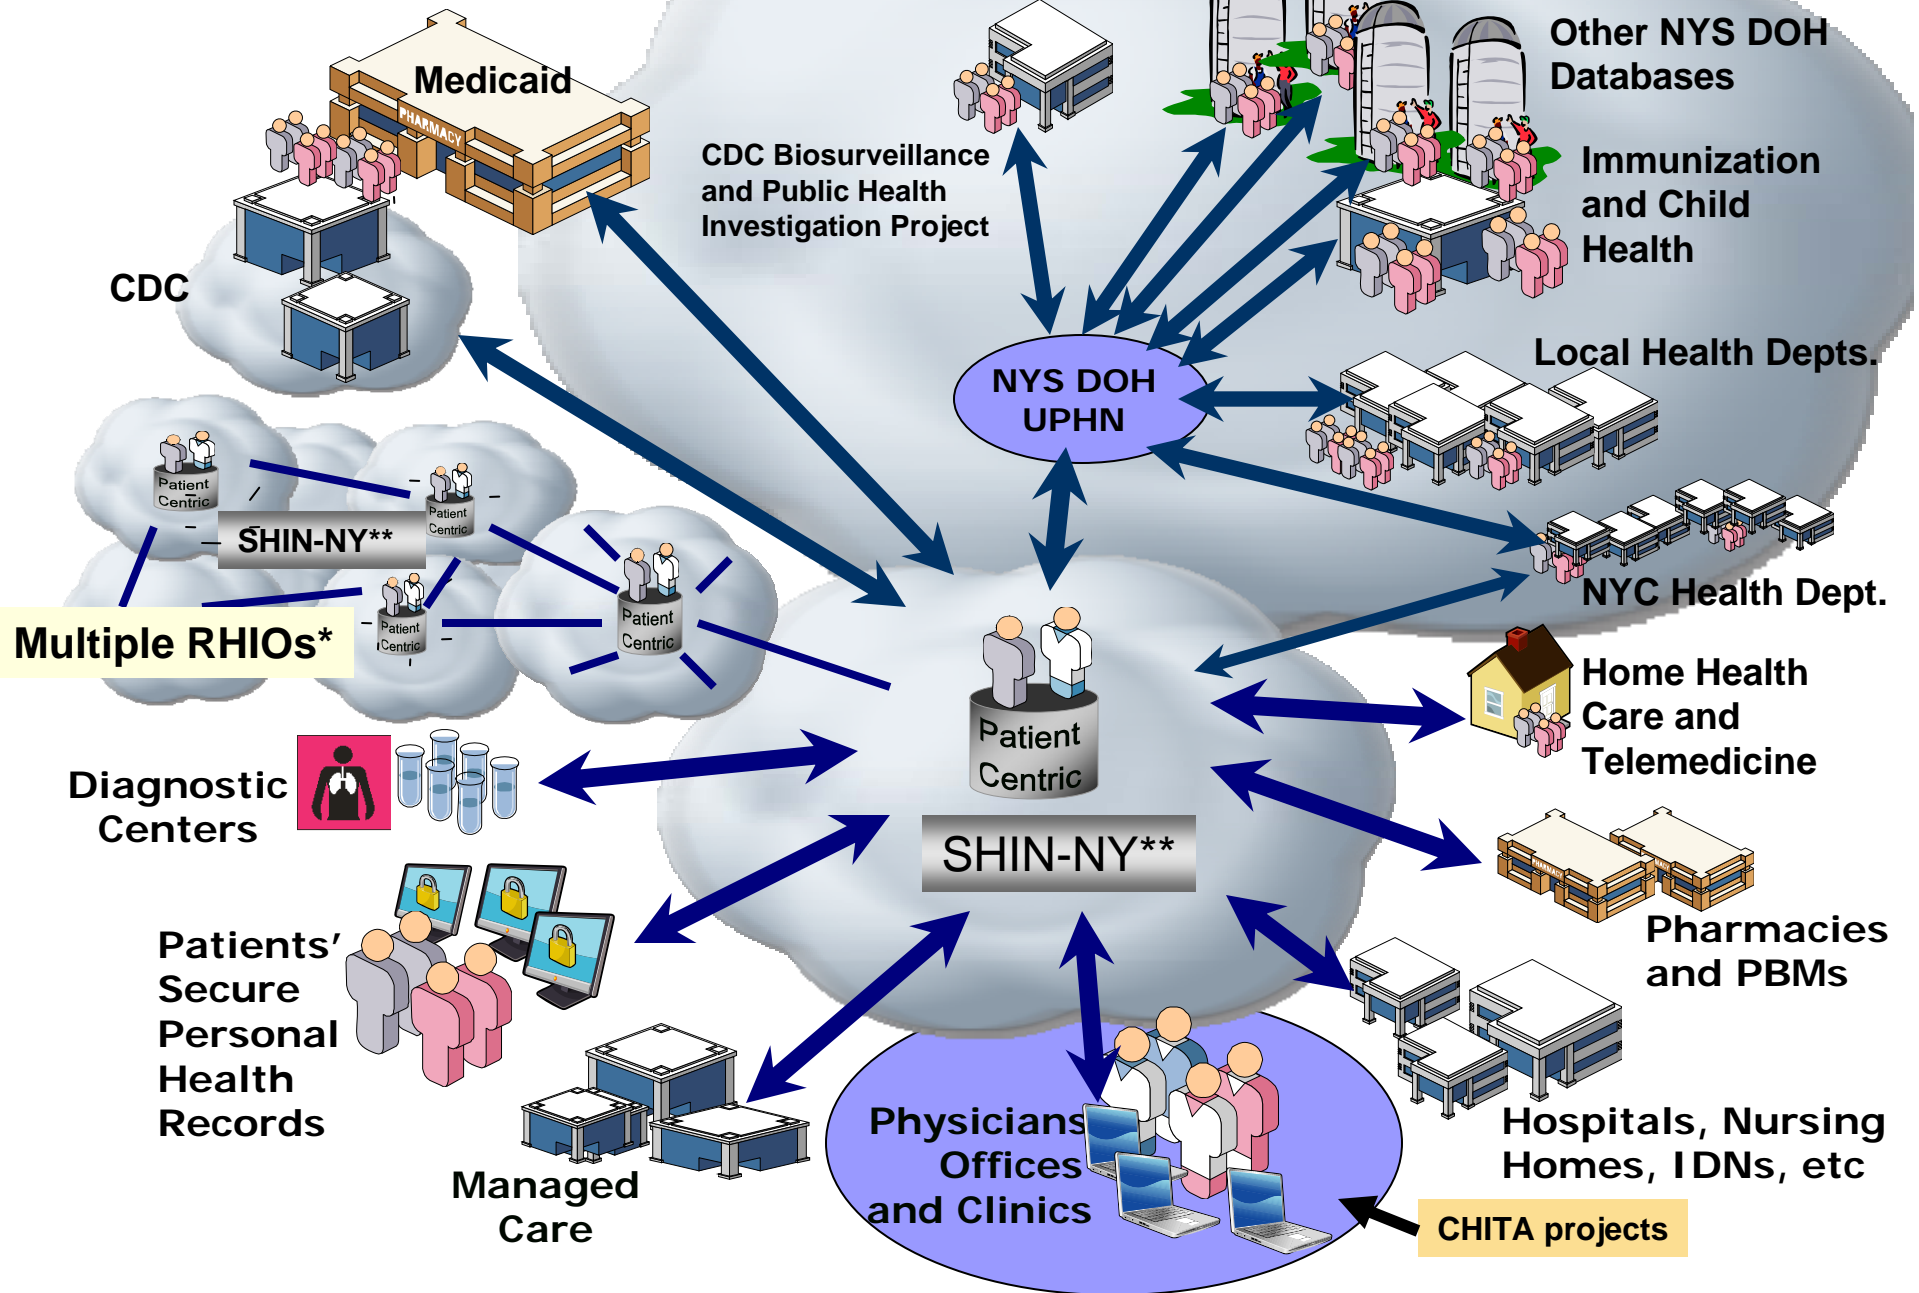 Medicaid
PHARMACY
CDC
CDC Biosurveillance
and Public Health
Investigation Project
Other NYS DOH
Databases
Immunization
and Child
Health
NYS DOH
UPHN
Local Health Depts.
NYC Health Dept.
Patient
Centric
Patient
Centric
SHIN-NY**
Patient
Centric
Patient
Centric
Multiple RHIOs*
Patient
Centric
SHIN-NY**
Home Health
Care and
Telemedicine
Diagnostic
Centers
PHARMACY
Pharmacies
and PBMs
Patients’
Secure
Personal
Health
Records
Managed
Care
Physicians
Offices
and Clinics
Hospitals, Nursing
Homes, IDNs, etc
CHITA projects